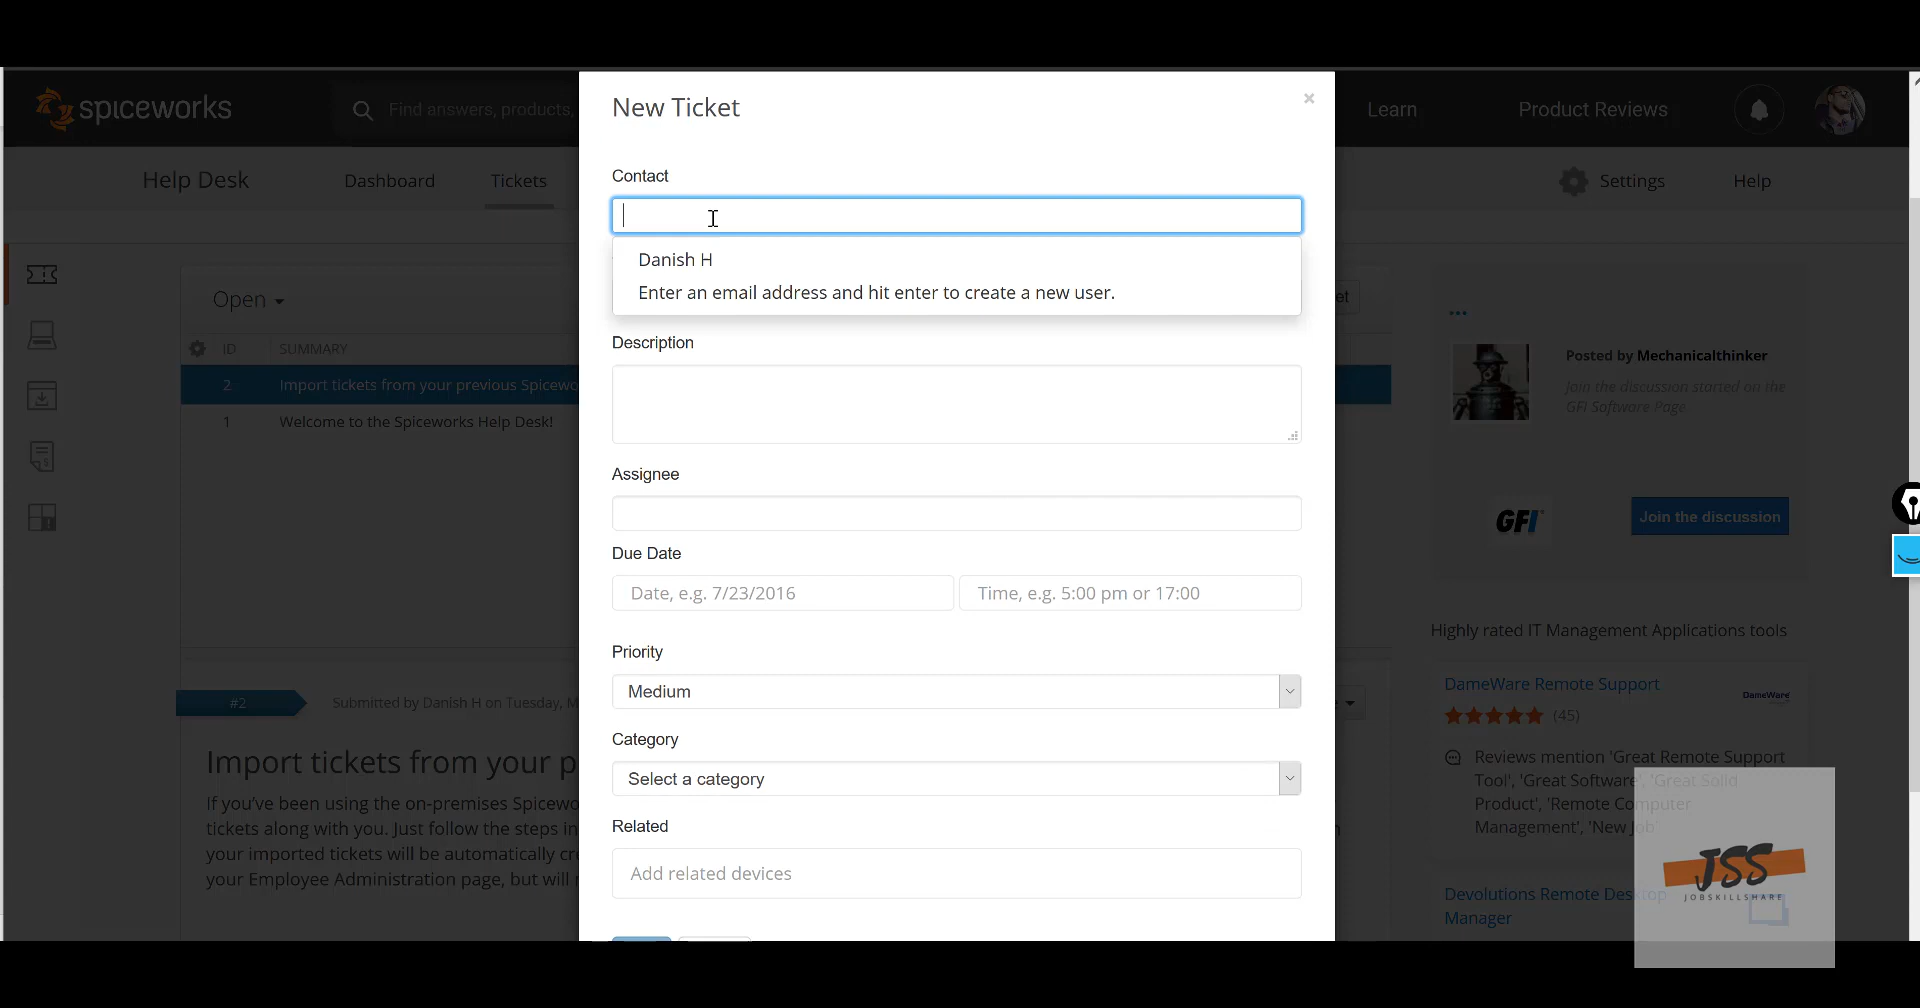 spiceworks
Find answers, products,
Learn
Product Reviews
Help Desk
Dashboard
Tickets
Settings
Help
New Ticket
×
Contact
Danish H
Enter an email address and hit enter to create a new user.
Description
Assignee
Due Date
Date, e.g. 7/23/2016
Time, e.g. 5:00 pm or 17:00
Priority
Medium
Category
Select a category
Related
Add related devices
Open
ID
SUMMARY
2
Import tickets from your previous Spicewo
1
Welcome to the Spiceworks Help Desk!
#2
Submitted by Danish H on Tuesday, M
Import tickets from your p
If you've been using the on-premises Spicewo
tickets along with you. Just follow the steps in
your imported tickets will be automatically cre
your Employee Administration page, but will
et
...
Posted by Mechanicalthinker
Join the discussion started on the
GFI Software Page
GFI
Join the discussion
Highly rated IT Management Applications tools
DameWare Remote Support
DameWare
(45)
Reviews mention 'Great Remote Support
Tool', 'Great Software', 'Great Solid
Product', 'Remote Computer
Management', 'New Job'
Devolutions Remote Desktop
Manager
JSS
JOBSKILLSHARE